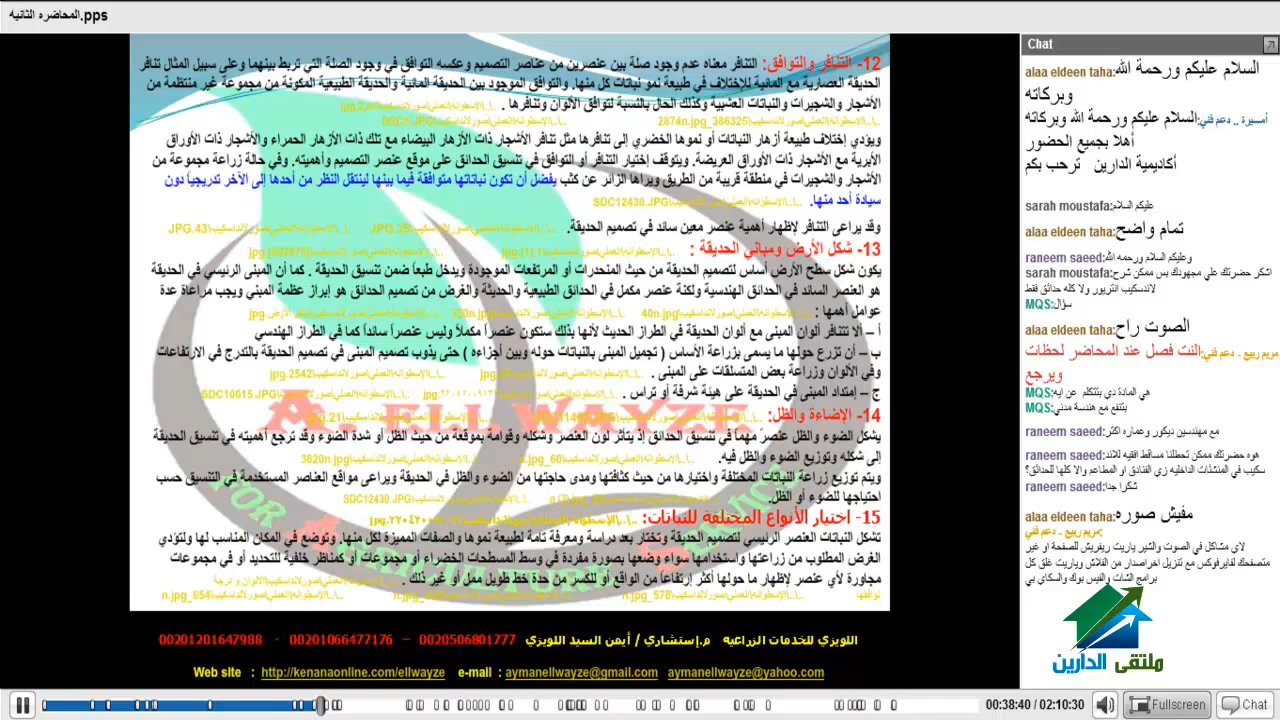 المحاضره الثانيه.pps
12- التنافر والتوافق: التنافر معناه عدم وجود صلة بين عنصرين من عناصر التصميم وعكسه التوافق في وجود الصلة التي تربط بينهما وعلى سبيل المثال تنافر
الحديقة العصارية مع المائية للاختلاف في طبيعة نمو نباتات كل منها. والتوافق الموجود بين الحديقة المائية والحديقة الطبيعية المكونة من مجموعة غير منتظمة من
الأشجار والشجيرات والنباتات العشبية وكذلك الحال بالنسبة لتوافق الألوان وتنافرها .
ويؤدي إختلاف طبيعة أزهار النباتات أو نموها الخضري إلى تنافرها مثل تنافر الأشجار ذات الأزهار البيضاء مع تلك ذات الأزهار الحمراء والأشجار ذات الأوراق
الأبرية مع الأشجار ذات الأوراق العريضة. ويتوقف إختيار التنافر أو التوافق في تنسيق الحدائق على موقع عنصر التصميم وأهميته. وفي حالة زراعة مجموعة من
الأشجار والشجيرات في منطقة قريبة من الطريق ويراها الزائر عن كثب يفضل أن تكون نباتاتها متوافقة فيما بينها لينتقل النظر من أحدها إلى الآخر تدريجياً دون
سيادة أحد منها. SDC12430.JPG
وقد يراعى التنافر لإظهار أهمية عنصر معين سائد في تصميم الحديقة.
13- شكل الأرض ومباني الحديقة :
يكون شكل سطح الأرض أساس لتصميم الحديقة من حيث المنحدرات أو المرتفعات الموجودة ويدخل طبعاً ضمن تنسيق الحديقة . كما أن المبنى الرئيسي في الحديقة
هو العنصر السائد في الحدائق الهندسية ولكنة عنصر مكمل في الحدائق الطبيعية والحديثة والغرض من تصميم الحدائق هو إبراز عظمة المبني ويجب مراعاة عدة
عوامل أهمها :
أ – ألا تتنافر ألوان المبنى مع ألوان الحديقة في الطراز الحديث لأنها بذلك ستكون عنصراً مكملاً وليس عنصراً سائداً كما في الطراز الهندسي
ب – أن تزرع حولها ما يسمى بزراعة الأساس ( تجميل المبنى بالنباتات حوله وبين أجزاءه ) حتى يذوب تصميم المبنى في تصميم الحديقة بالتدرج في الارتفاعات
وفي الألوان وزراعة بعض المتسلقات على المبنى .
ج – إمتداد المبنى في الحديقة على هيئة شرفة أو تراس . SDC10015.JPG
14- الإضاءة والظل:
يشكل الضوء والظل عنصرً مهماً في تنسيق الحدائق إذ يتأثر لون العنصر وشكله وقوامة بموقعة من حيث الظل أو شدة الضوء وقد ترجع أهميته في تنسيق الحديقة
إلى شكله وتوزيع الضوء والظل فيه.
ويتم توزيع زراعة النباتات المختلفة واختيارها من حيث كثافتها ومدى حاجتها من الضوء والظل في الحديقة ويراعى مواقع العناصر المستخدمة في التنسيق حسب
احتياجها للضوء أو الظل. SDC12430.JPG
15- اختيار الأنواع المختلفة للنباتات:
تشكل النباتات العنصر الرئيسي لتصميم الحديقة وتختار بعد دراسة ومعرفة تامة لطبيعة نموها والصفات المميزة لكل منها. وتوضع في المكان المناسب لها ولتؤدي
الغرض المطلوب من زراعتها واستخدامها سواء وضعها بصورة مفردة في وسط المسطحات الخضراء أو مجموعات كمناظر خلفية للتحديد أو في مجموعات
مجاورة لأي عنصر لإظهار ما حولها أكثر إرتفاعاً من الواقع أو للكسر من حدة خط طويل ممل أو غير ذلك .
اللويزي للخدمات الزراعيه م.إستشاري / أيمن السيد اللويزي 0020506801777 – 00201066477176 - 00201201647988
Web site : http://kenanaonline.com/ellwayze e-mail : aymanellwayze@gmail.com aymanellwayze@yahoo.com
Chat
alaa eldeen taha: السلام عليكم ورحمة الله
وبركاته
أمسيرة .. دعم فني: السلام عليكم ورحمة الله وبركاته
أهلا بجميع الحضور
أكاديمية الدارين ترحب بكم
sarah moustafa: عليكم السلام
alaa eldeen taha: تمام واضح
raneem saeed: وعليكم السلام ورحمه الله
sarah moustafa: اشكر حضرتك علي مجهودك بس ممكن شرح
لاندسكيب انتريور ولا كله حدائق فقط
MQS: سؤال
alaa eldeen taha: الصوت راح
مريم ربيع - دعم فني: النت فصل عند المحاضر لحظات
ويرجع
MQS: هي المادة دي بنتكلم عن ايه
MQS: بتنفع مع هندسة مدني
raneem saeed: مع مهندسين ديكور وعماره اكثر
raneem saeed: هوه حضرتك ممكن تحطلنا مساقط افقيه للاند
سكيب في المنشئات الداخليه زي الفنادق او المطاعم ولا كلها للحدائق؟
raneem saeed: شكرا جدا
alaa eldeen taha: مفيش صوره
مريم ربيع - دعم فني:
لاي مشاكل في الصوت والشير ياريت ريفريش للصفحة او غير
متصفحك لفايرفوكس مع تنزيل اخر اصدار من الفلاش وياريت غلق كل
برامج الشات والفيس بوك والسكاي بي
ملتقى الدارين
00:38:40 / 02:10:30
Fullscreen
Chat